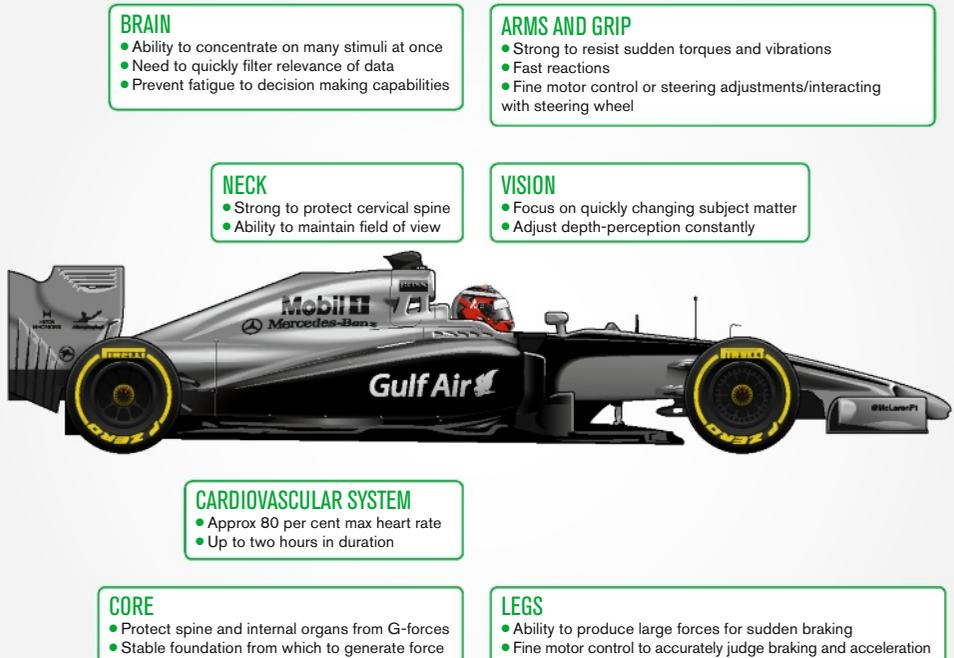 BRAIN
● Ability to concentrate on many stimuli at once
● Need to quickly filter relevance of data
● Prevent fatigue to decision making capabilities
ARMS AND GRIP
● Strong to resist sudden torques and vibrations
● Fast reactions
● Fine motor control or steering adjustments/interacting
with steering wheel
NECK
● Strong to protect cervical spine
● Ability to maintain field of view
VISION
● Focus on quickly changing subject matter
● Adjust depth-perception constantly
Mobil 1
Mercedes-Benz
Gulf Air
PIRELLI
P ZERO
PIRELLI
P ZERO
@McLarenF1
CARDIOVASCULAR SYSTEM
● Approx 80 per cent max heart rate
● Up to two hours in duration
CORE
● Protect spine and internal organs from G-forces
● Stable foundation from which to generate force
LEGS
● Ability to produce large forces for sudden braking
● Fine motor control to accurately judge braking and acceleration